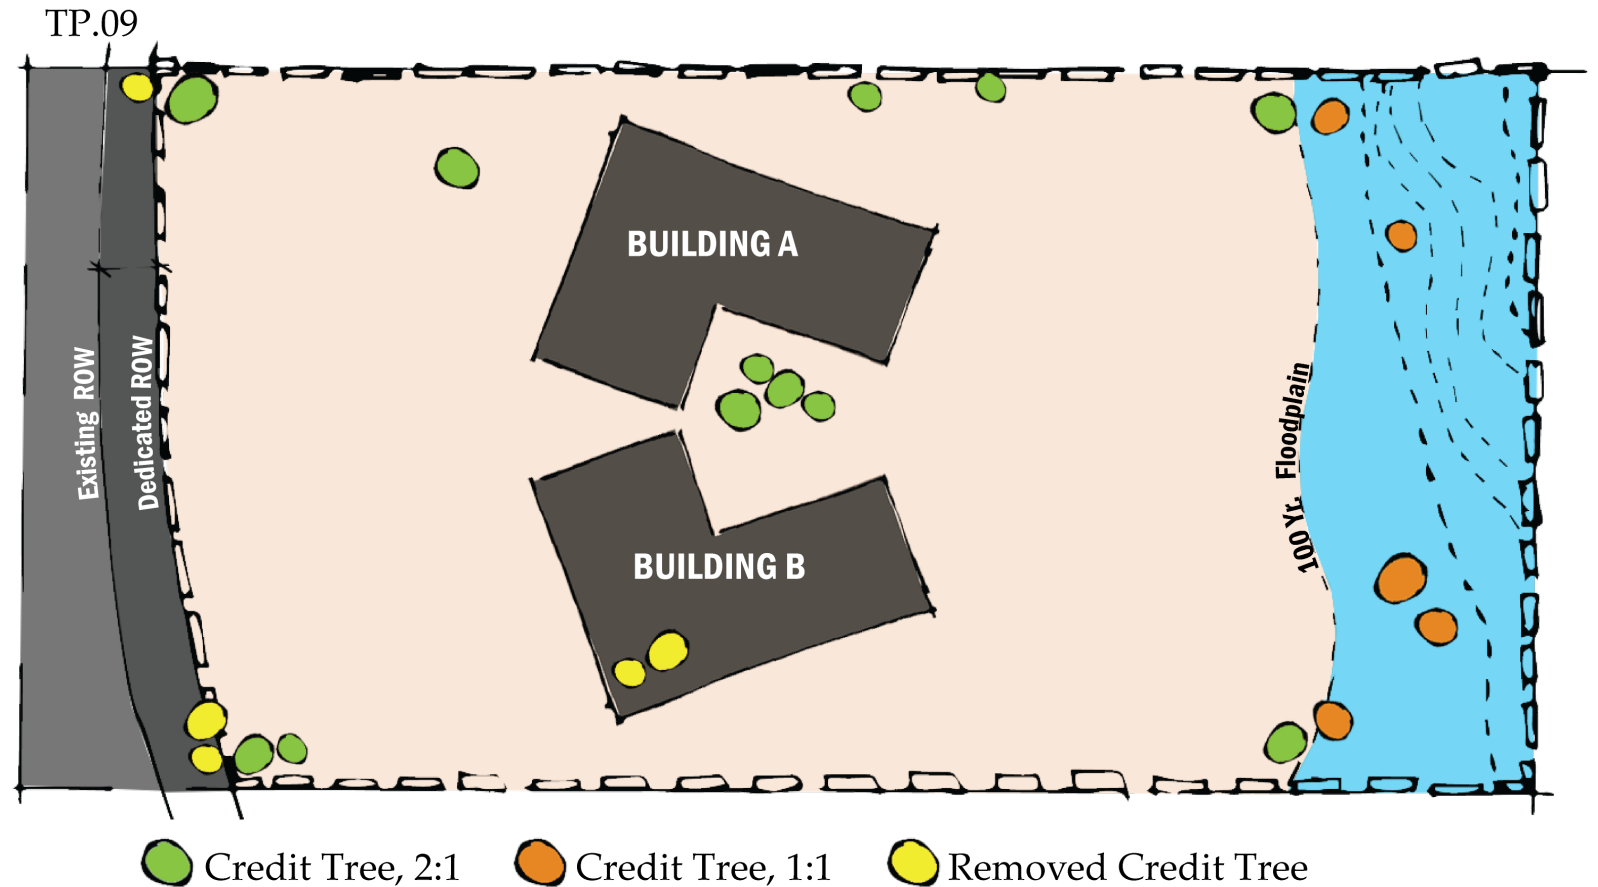 TP.09
BUILDING A
Existing ROW
Dedicated ROW
100 Yr. Floodplain
BUILDING B
Credit Tree, 2:1
Credit Tree, 1:1
Removed Credit Tree